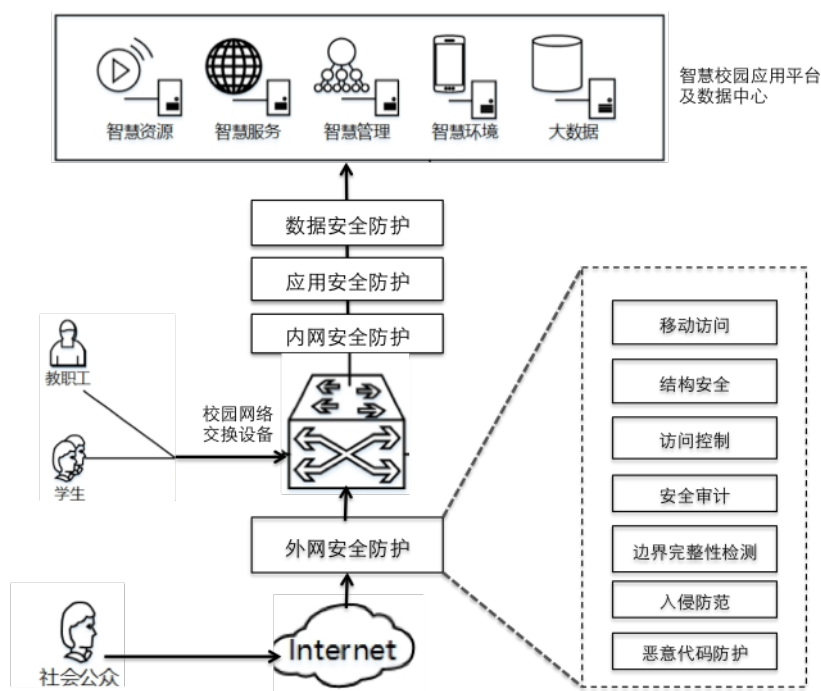 智慧资源
智慧服务
智慧管理
智慧环境
大数据
智慧校园应用平台
及数据中心
数据安全防护
应用安全防护
内网安全防护
教职工
校园网络
交换设备
学生
外网安全防护
移动访问
结构安全
访问控制
安全审计
边界完整性检测
入侵防范
恶意代码防护
Internet
社会公众